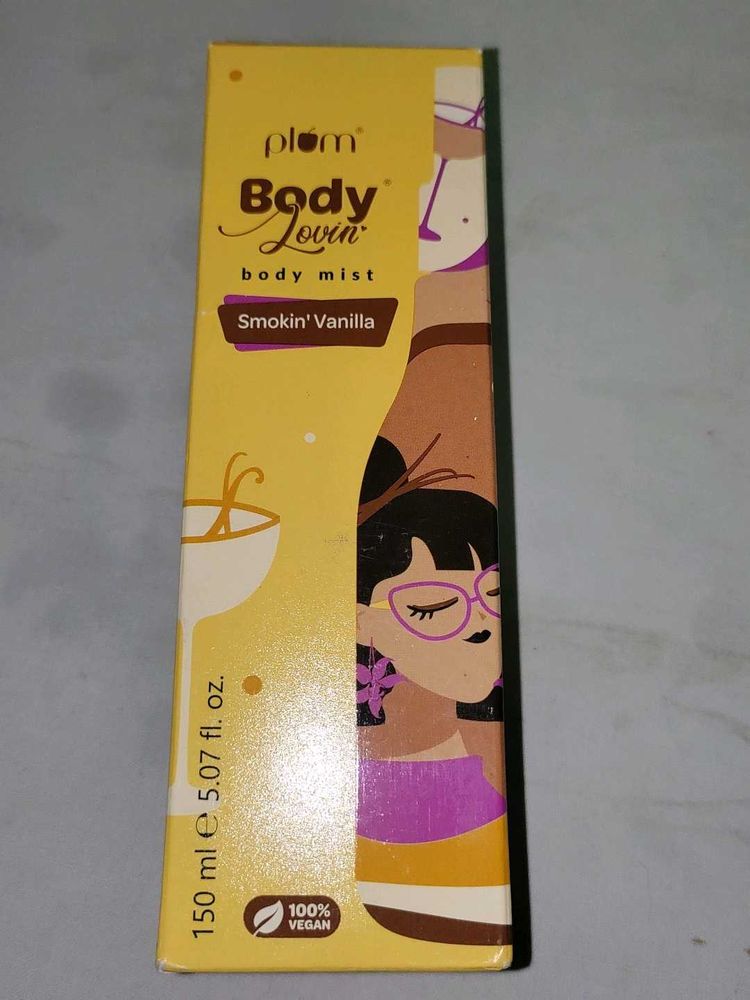 plum®
Body®
Lovin'
body mist
Smokin' Vanilla
150 ml ℮ 5.07 fl. oz.
100%
VEGAN